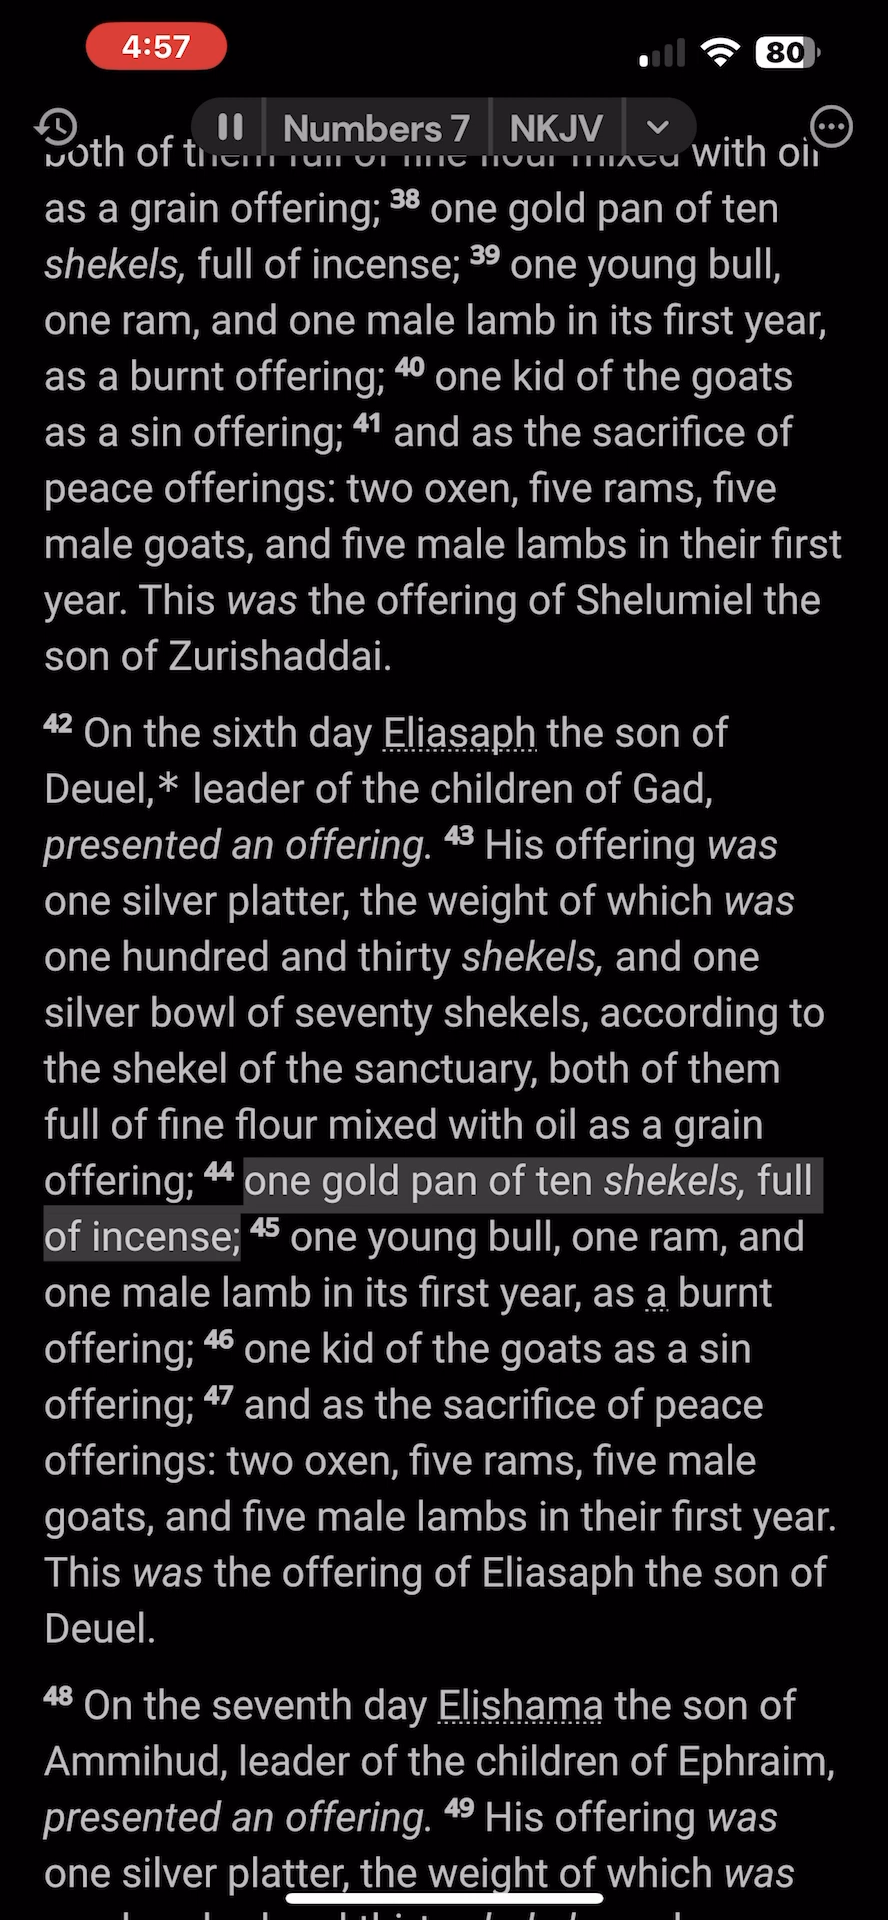 4:57
80
Numbers 7 NKJV
both of them full of fine flour mixed with oil
as a grain offering; 38 one gold pan of ten
shekels, full of incense; 39 one young bull,
one ram, and one male lamb in its first year,
as a burnt offering; 40 one kid of the goats
as a sin offering; 41 and as the sacrifice of
peace offerings: two oxen, five rams, five
male goats, and five male lambs in their first
year. This was the offering of Shelumiel the
son of Zurishaddai.
42 On the sixth day Eliasaph the son of
Deuel,* leader of the children of Gad,
presented an offering. 43 His offering was
one silver platter, the weight of which was
one hundred and thirty shekels, and one
silver bowl of seventy shekels, according to
the shekel of the sanctuary, both of them
full of fine flour mixed with oil as a grain
offering; 44 one gold pan of ten shekels, full
of incense; 45 one young bull, one ram, and
one male lamb in its first year, as a burnt
offering; 46 one kid of the goats as a sin
offering; 47 and as the sacrifice of peace
offerings: two oxen, five rams, five male
goats, and five male lambs in their first year.
This was the offering of Eliasaph the son of
Deuel.
48 On the seventh day Elishama the son of
Ammihud, leader of the children of Ephraim,
presented an offering. 49 His offering was
one silver platter, the weight of which was